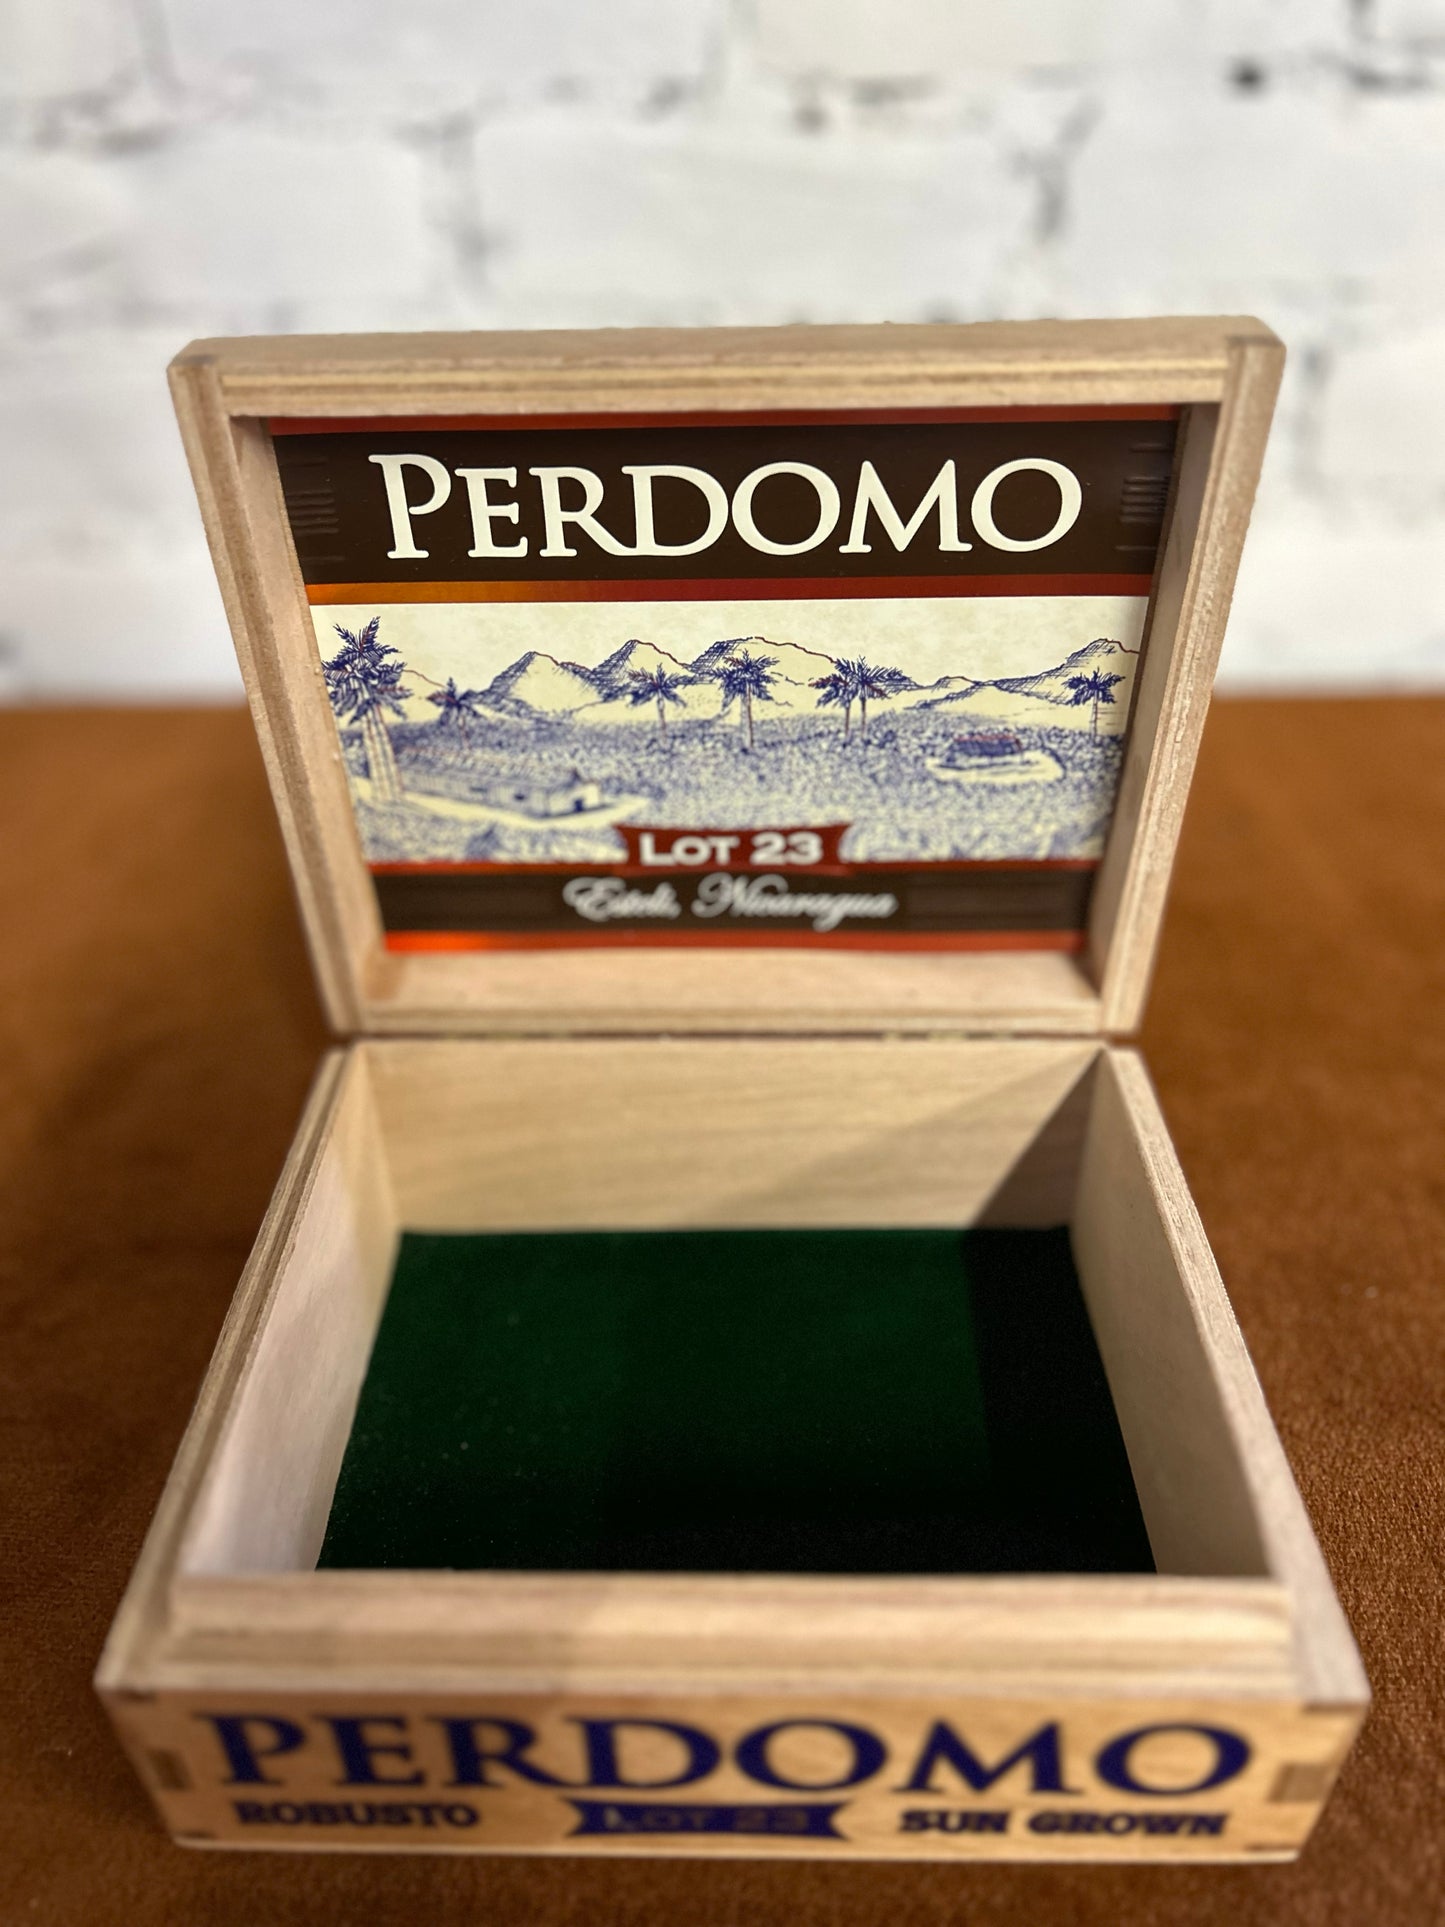 PERDOMO
LOT 23
Estelí, Nicaragua
PERDOMO
ROBUSTO LOT 23 SUN GROWN